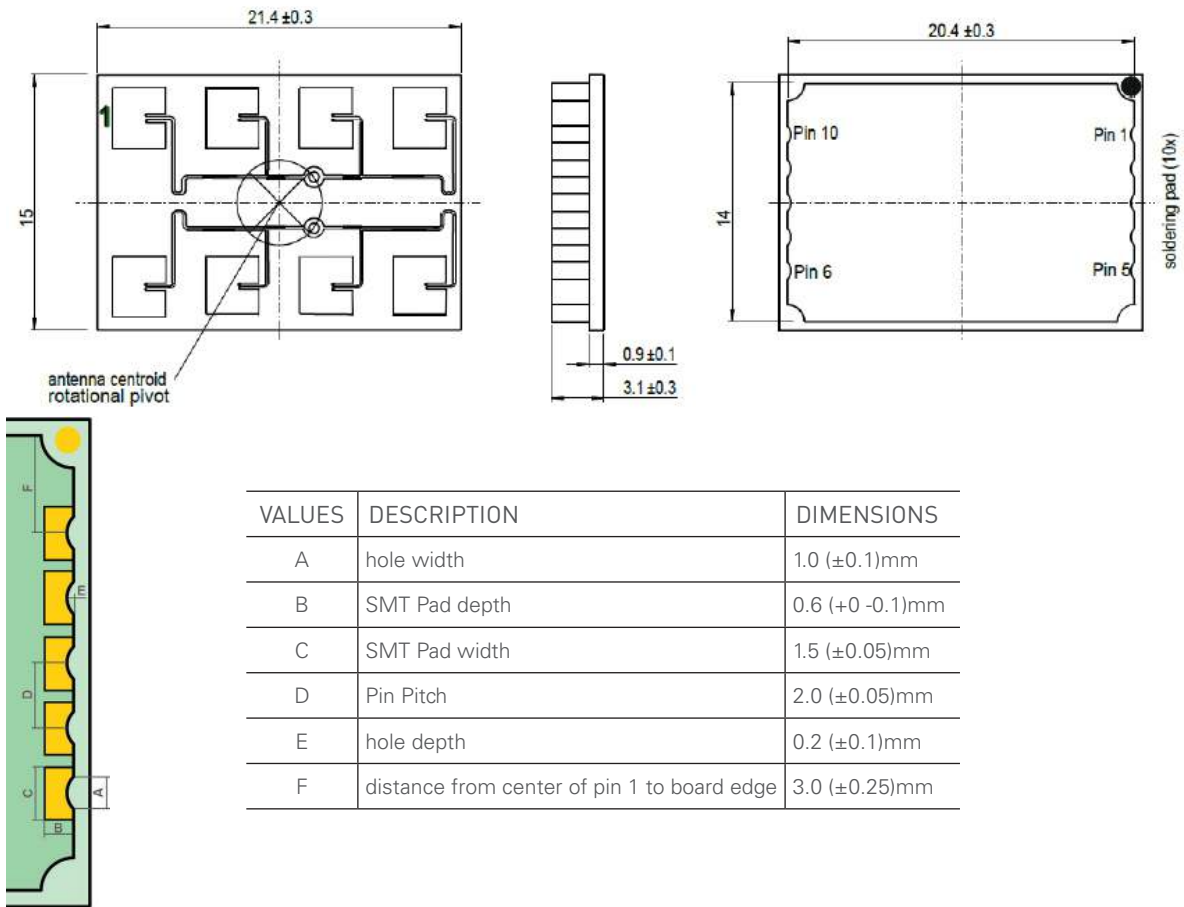 21.4 ±0.3
15
1
antenna centroid
rotational pivot
0.9 ±0.1
3.1 ±0.3
20.4 ±0.3
14
Pin 10
Pin 1
Pin 6
Pin 5
soldering pad (10x)
F
E
D
C
A
B
VALUES DESCRIPTION DIMENSIONS
A hole width 1.0 (±0.1)mm
B SMT Pad depth 0.6 (+0 -0.1)mm
C SMT Pad width 1.5 (±0.05)mm
D Pin Pitch 2.0 (±0.05)mm
E hole depth 0.2 (±0.1)mm
F distance from center of pin 1 to board edge 3.0 (±0.25)mm